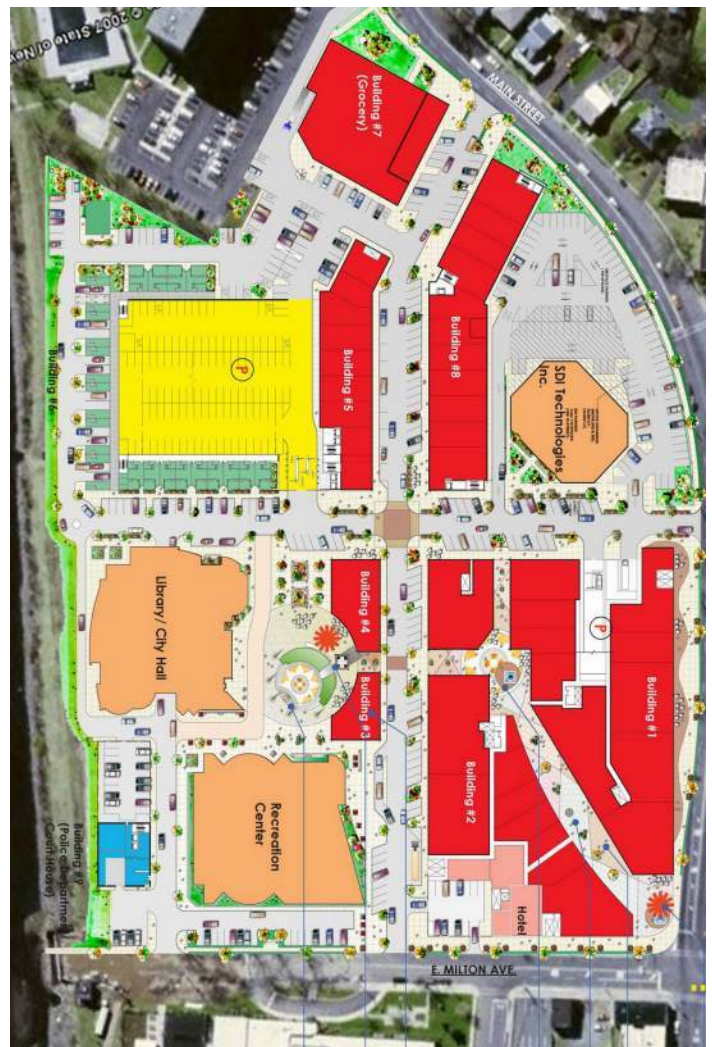 © 2007 State of New
MAIN STREET
Building #7
(Grocery)
Building #8
SDI Technologies
Inc.
Building #5
P
Building #6
Library/ City Hall
Building #4
Building #3
P
Building #1
Building #2
Recreation
Center
Hotel
Building #9
(Police Department/
Court House)
E. MILTON AVE.